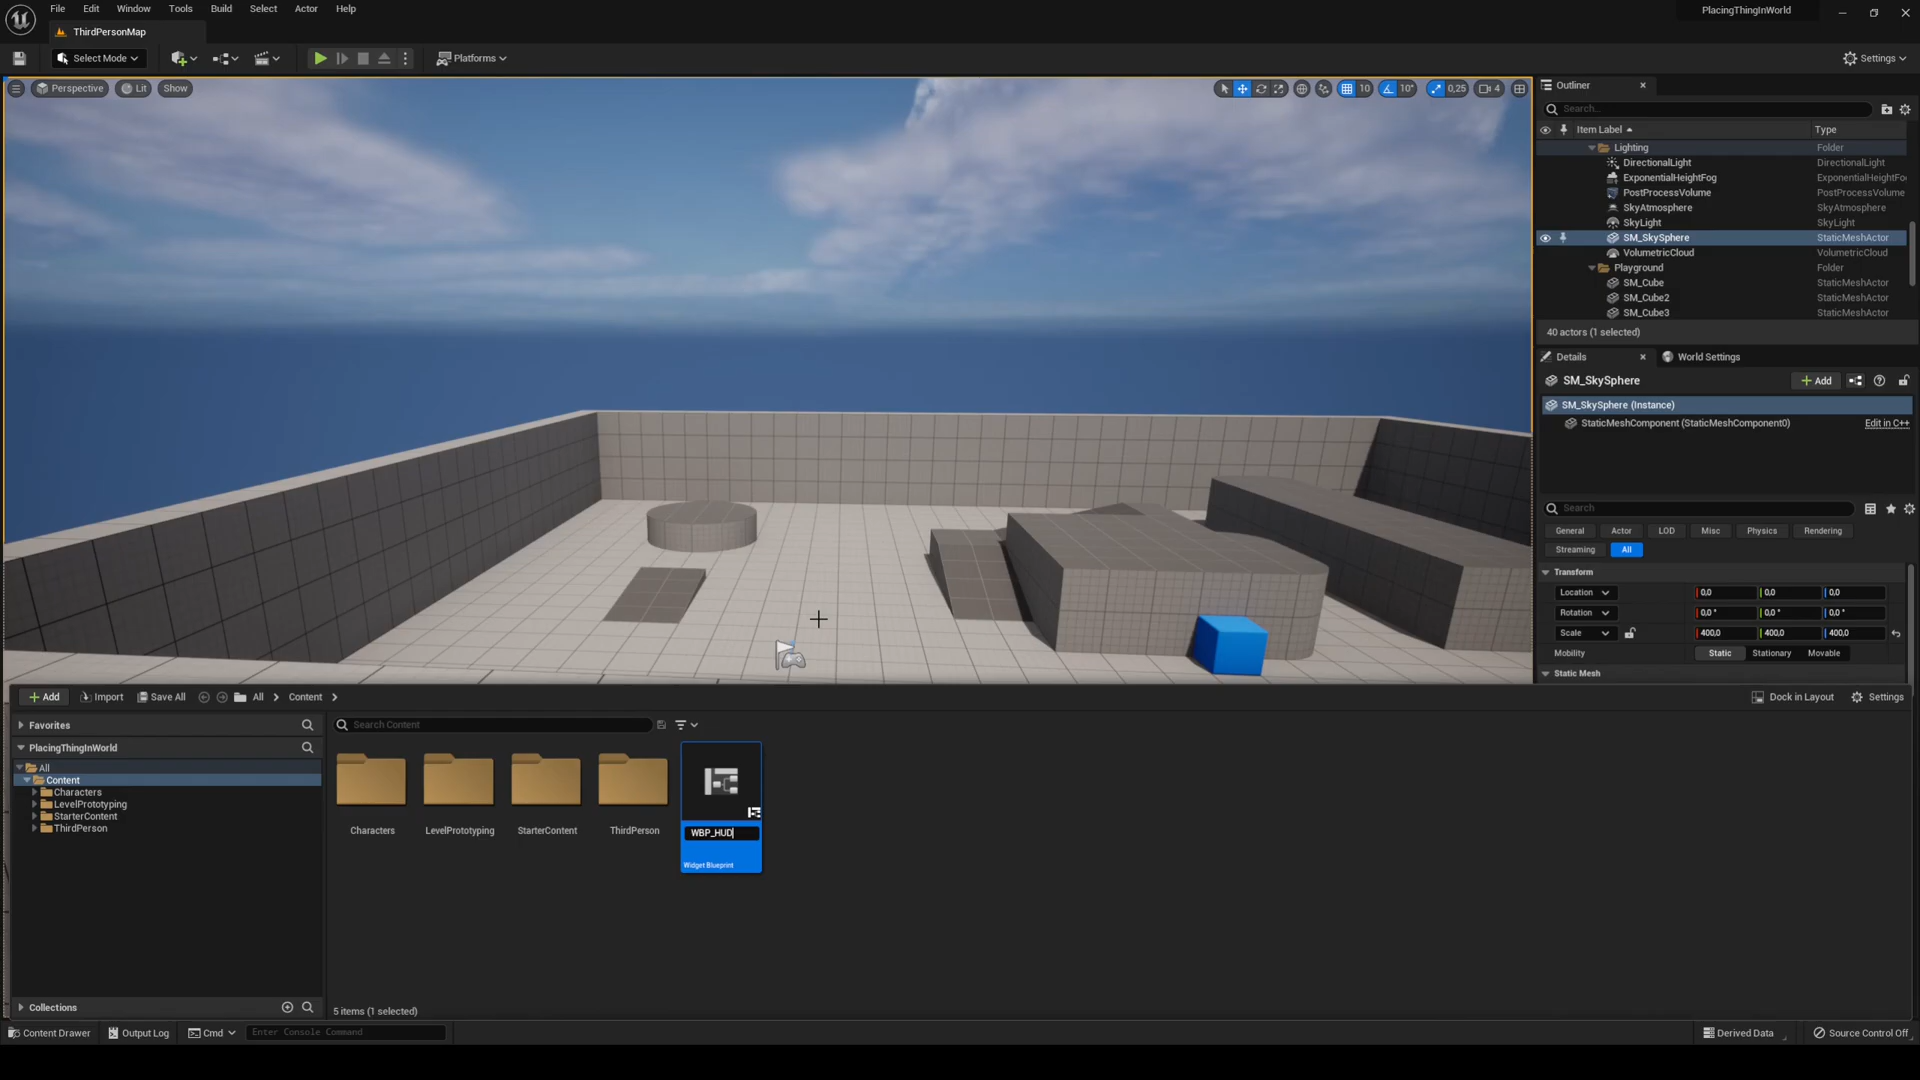 File Edit Window Tools Build Select Actor Help
PlacingThingInWorld
ThirdPersonMap
Select Mode
Platforms
Settings
Perspective
Lit
Show
10
10°
0,25
4
Outliner
Search...
Item Label
Type
Lighting Folder
DirectionalLight DirectionalLight
ExponentialHeightFog ExponentialHeightFo
PostProcessVolume PostProcessVolume
SkyAtmosphere SkyAtmosphere
SkyLight SkyLight
SM_SkySphere StaticMeshActor
VolumetricCloud VolumetricCloud
Playground Folder
SM_Cube StaticMeshActor
SM_Cube2 StaticMeshActor
SM_Cube3 StaticMeshActor
40 actors (1 selected)
Details
World Settings
SM_SkySphere
Add
SM_SkySphere (Instance)
StaticMeshComponent (StaticMeshComponent0) Edit in C++
Search
General Actor LOD Misc Physics Rendering
Streaming All
Transform
Location 0,0 0,0 0,0
Rotation 0,0 ° 0,0 ° 0,0 °
Scale 400,0 400,0 400,0
Mobility Static Stationary Movable
Static Mesh
Add Import Save All All Content
Dock in Layout Settings
Favorites
PlacingThingInWorld
All
Content
Characters
LevelPrototyping
StarterContent
ThirdPerson
Collections
Search Content
Characters
LevelPrototyping
StarterContent
ThirdPerson
WBP_HUD
Widget Blueprint
5 items (1 selected)
Content Drawer Output Log Cmd Enter Console Command
Derived Data Source Control Off